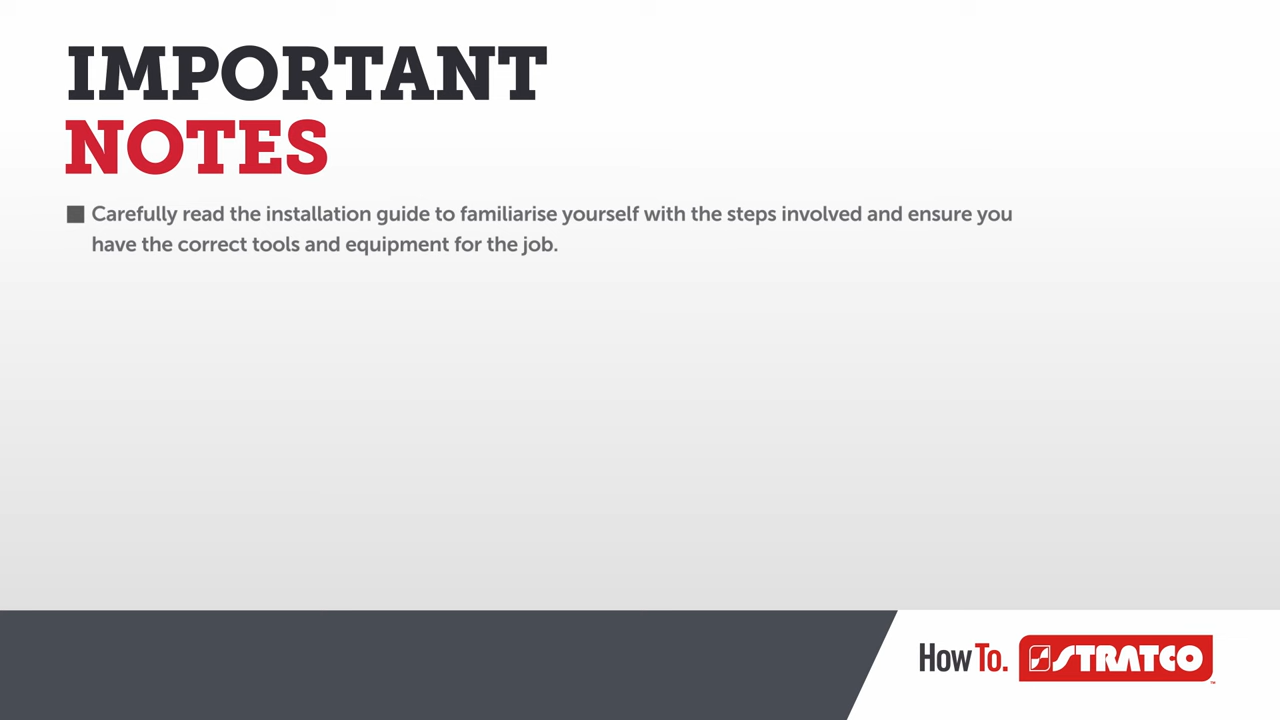 IMPORTANT
NOTES
Carefully read the installation guide to familiarise yourself with the steps involved and ensure you
have the correct tools and equipment for the job.
How To. STRATCO™